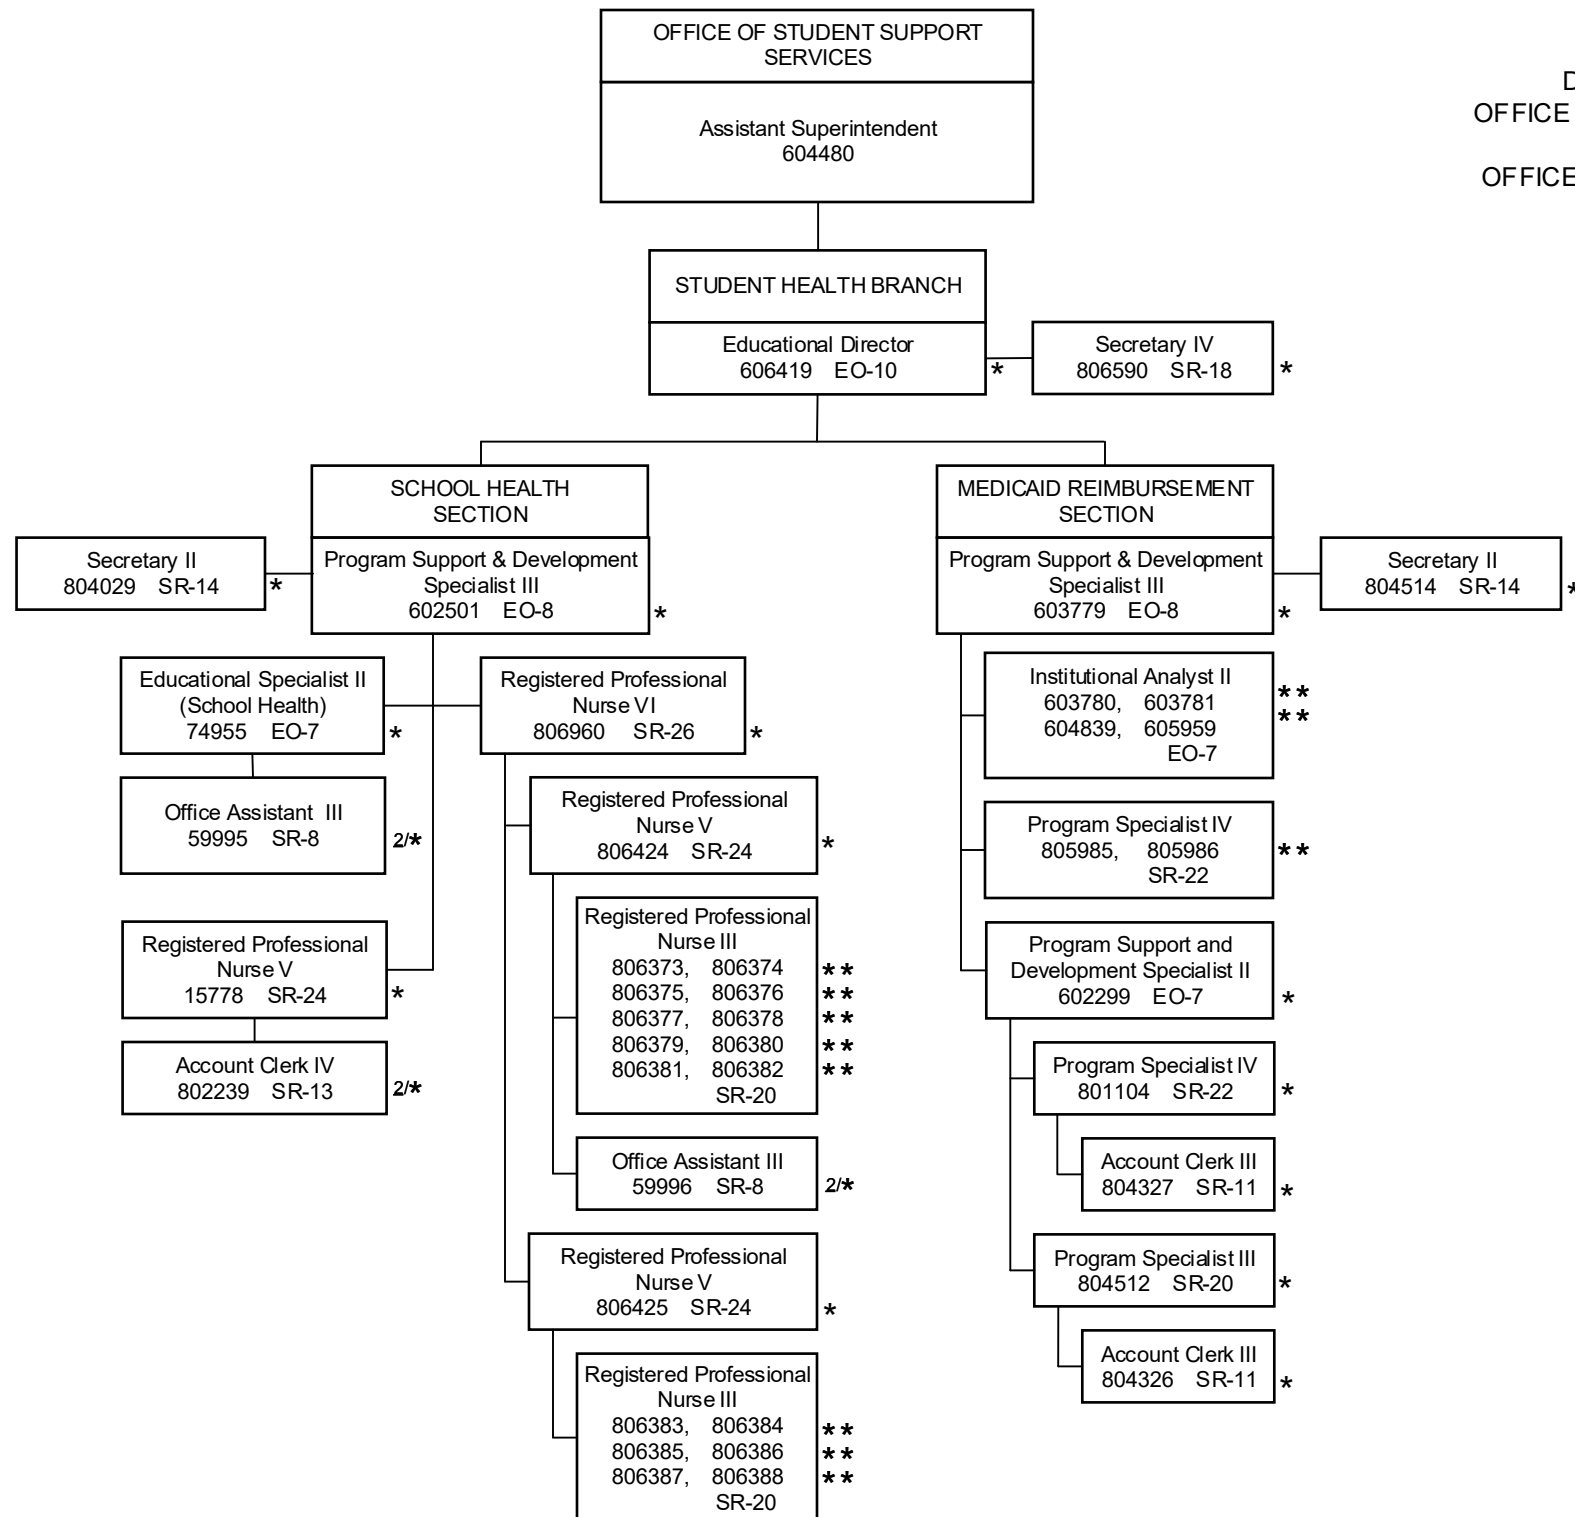 OFFICE OF STUDENT SUPPORT
SERVICES
Assistant Superintendent
604480
D
OFFICE
OFFICE
STUDENT HEALTH BRANCH
Educational Director
606419 EO-10 *
Secretary IV
806590 SR-18 *
SCHOOL HEALTH
SECTION
Program Support & Development
Specialist III
602501 EO-8 *
Secretary II
804029 SR-14 *
Educational Specialist II
(School Health)
74955 EO-7 *
Office Assistant III
59995 SR-8 2/*
Registered Professional
Nurse V
15778 SR-24 *
Account Clerk IV
802239 SR-13 2/*
Registered Professional
Nurse VI
806960 SR-26 *
Registered Professional
Nurse V
806424 SR-24 *
Registered Professional
Nurse III
806373, 806374 **
806375, 806376 **
806377, 806378 **
806379, 806380 **
806381, 806382 **
SR-20
Office Assistant III
59996 SR-8 2/*
Registered Professional
Nurse V
806425 SR-24 *
Registered Professional
Nurse III
806383, 806384 **
806385, 806386 **
806387, 806388 **
SR-20
MEDICAID REIMBURSEMENT
SECTION
Program Support & Development
Specialist III
603779 EO-8 *
Secretary II
804514 SR-14 *
Institutional Analyst II
603780, 603781 **
604839, 605959 **
EO-7
Program Specialist IV
805985, 805986 **
SR-22
Program Support and
Development Specialist II
602299 EO-7 *
Program Specialist IV
801104 SR-22 *
Account Clerk III
804327 SR-11 *
Program Specialist III
804512 SR-20 *
Account Clerk III
804326 SR-11 *